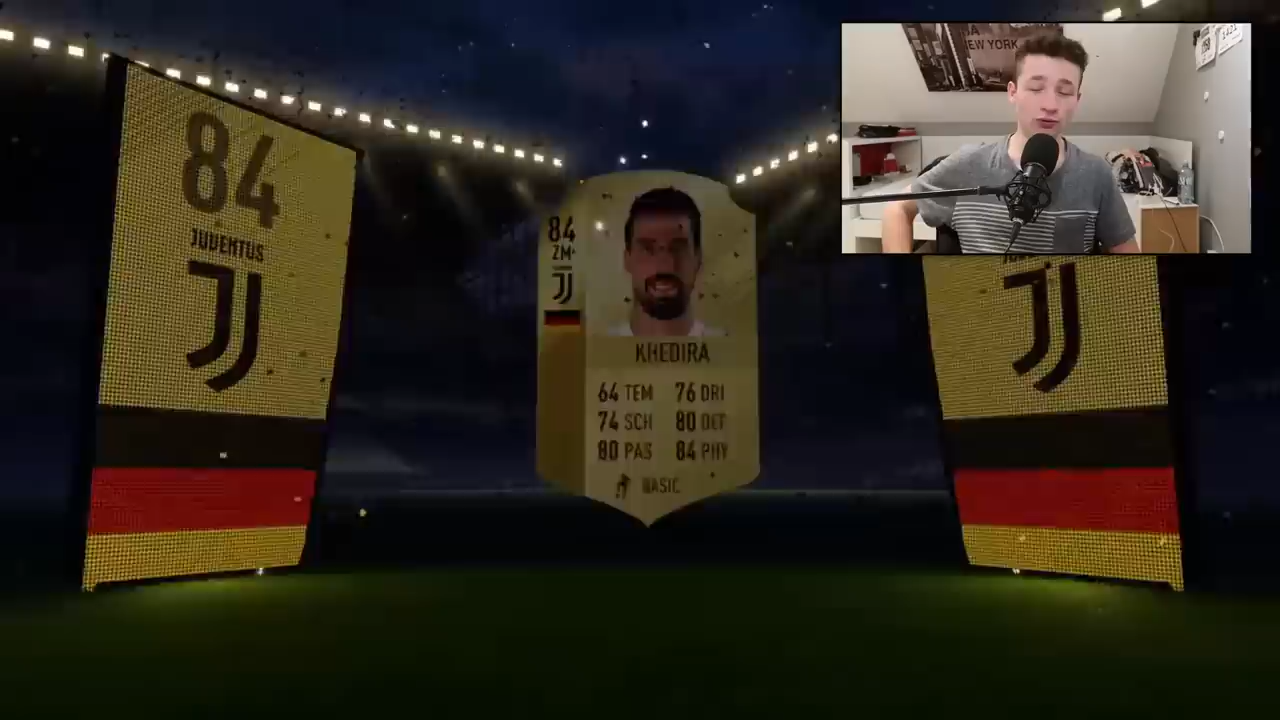 84
JUVENTUS
84
ZM
KHEDIRA
64 TEM 76 DRI
74 SCH 80 DEF
80 PAS 84 PHY
BASIC
NEW YORK